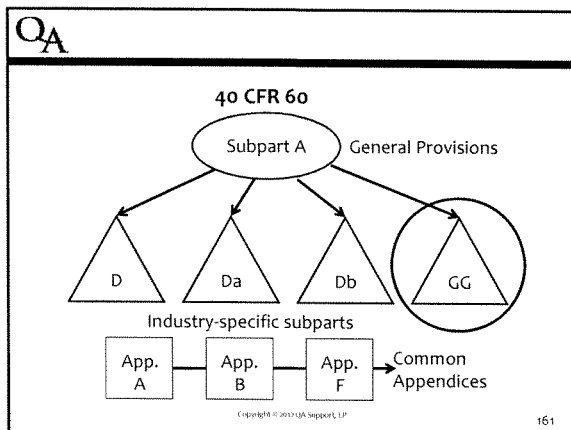 QA
40 CFR 60
Subpart A
General Provisions
D
Da
Db
GG
Industry-specific subparts
App.
A
App.
B
App.
F
Common
Appendices
Copyright © 2012 QA Support, LP
161